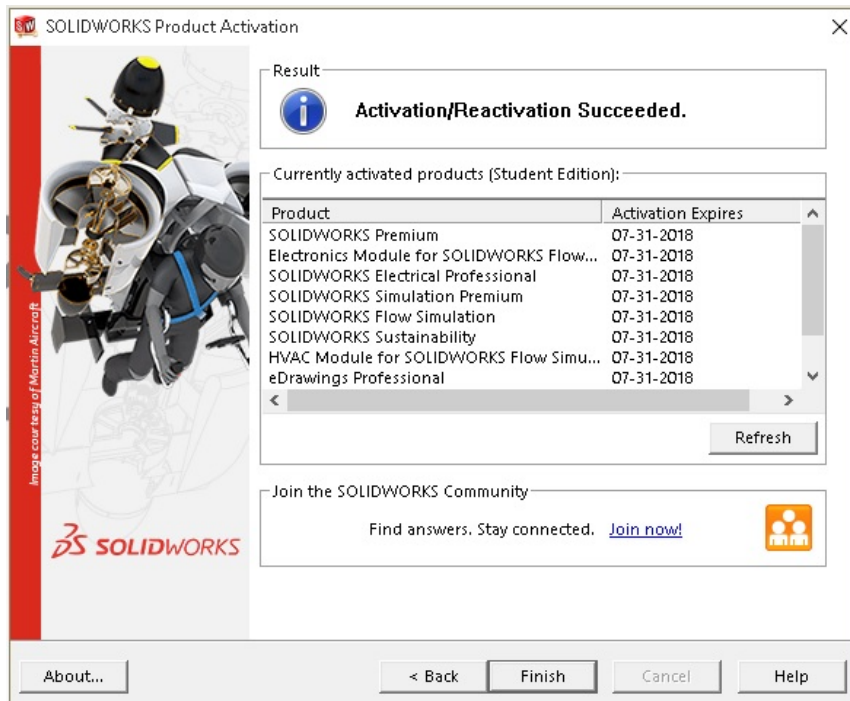 SOLIDWORKS Product Activation
Result
Activation/Reactivation Succeeded.
Currently activated products (Student Edition):
Product Activation Expires
SOLIDWORKS Premium 07-31-2018
Electronics Module for SOLIDWORKS Flow... 07-31-2018
SOLIDWORKS Electrical Professional 07-31-2018
SOLIDWORKS Simulation Premium 07-31-2018
SOLIDWORKS Flow Simulation 07-31-2018
SOLIDWORKS Sustainability 07-31-2018
HVAC Module for SOLIDWORKS Flow Simu... 07-31-2018
eDrawings Professional 07-31-2018
Refresh
Join the SOLIDWORKS Community
Find answers. Stay connected. Join now!
Image courtesy of Martin Aircraft
SOLIDWORKS
About... < Back Finish Cancel Help